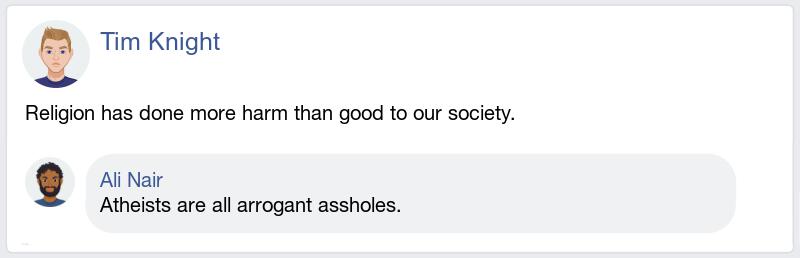 Tim Knight
Religion has done more harm than good to our society.
Ali Nair
Atheists are all arrogant assholes.